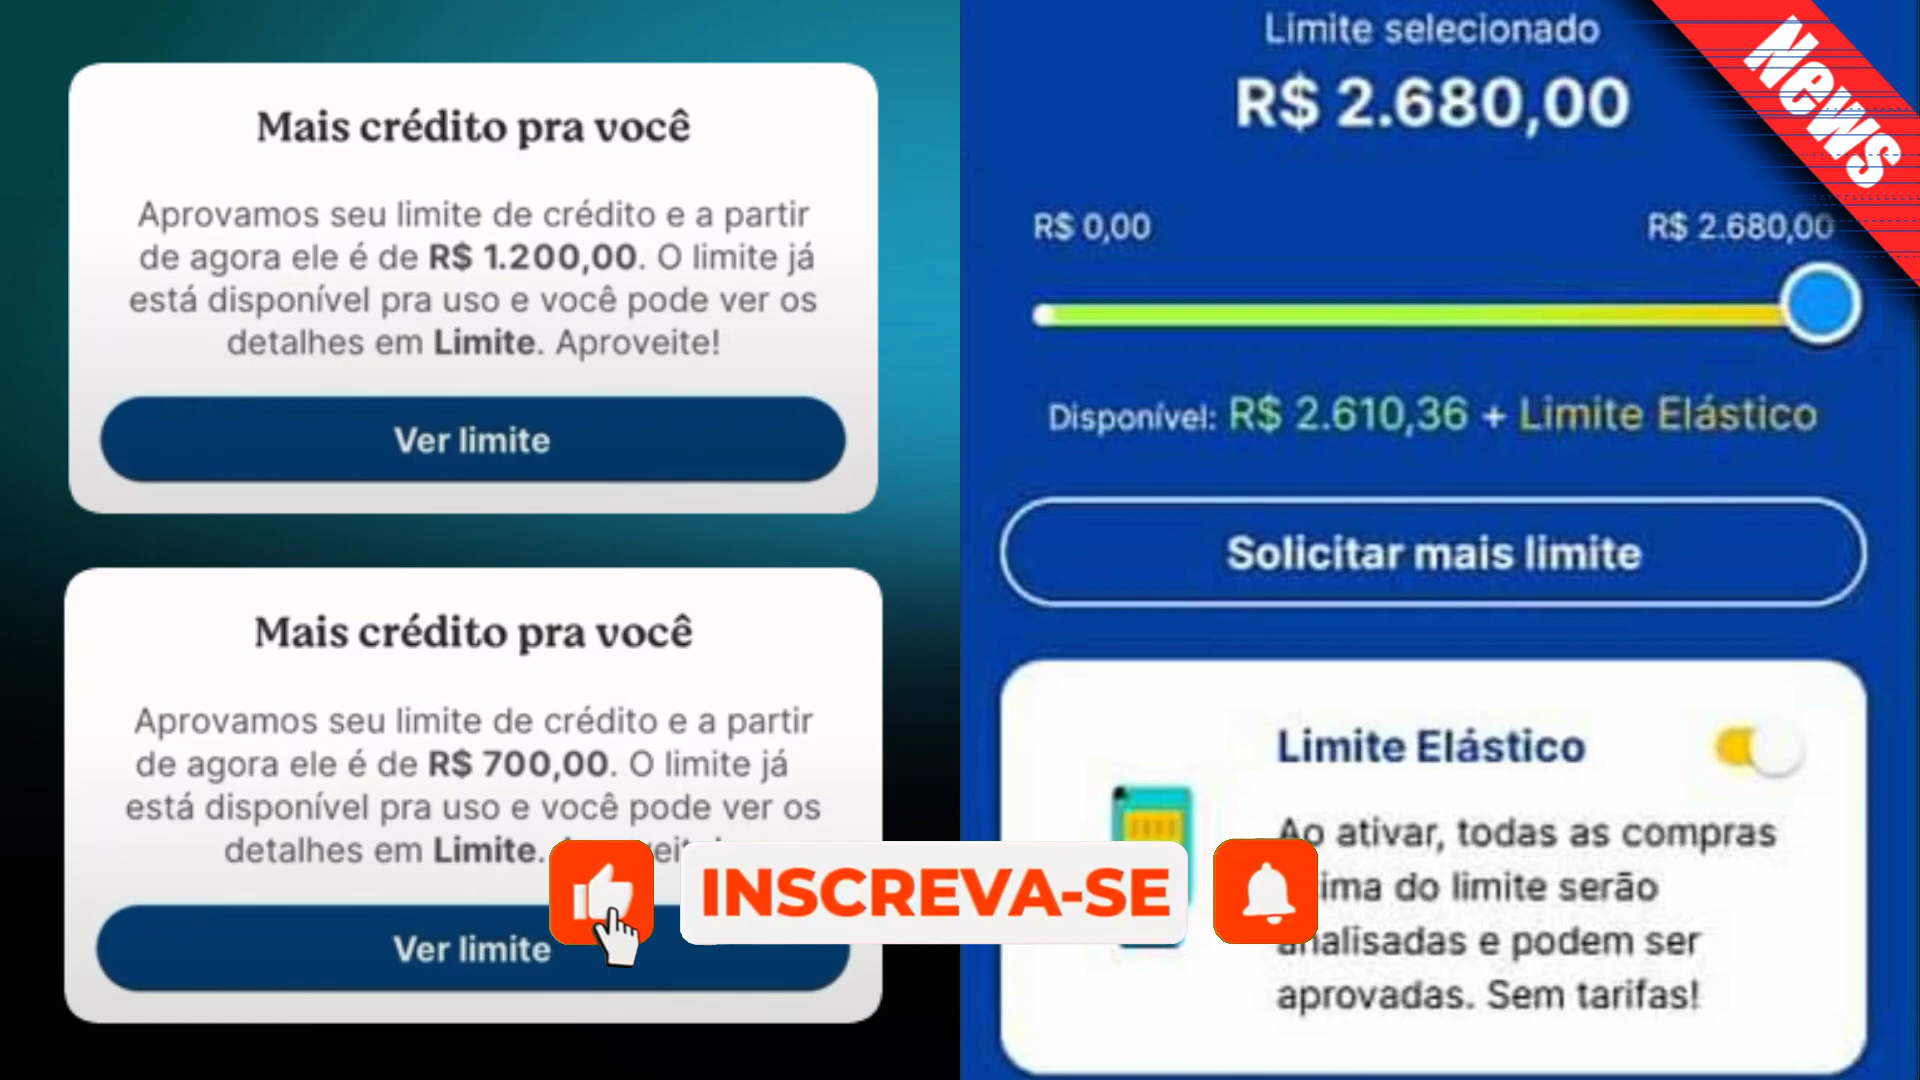 Mais crédito pra você
Aprovamos seu limite de crédito e a partir
de agora ele é de R$ 1.200,00. O limite já
está disponível pra uso e você pode ver os
detalhes em Limite. Aproveite!
Ver limite
Mais crédito pra você
Aprovamos seu limite de crédito e a partir
de agora ele é de R$ 700,00. O limite já
está disponível pra uso e você pode ver os
detalhes em Limite.
Ver limite
INSCREVA-SE
Limite selecionado
R$ 2.680,00
R$ 0,00
R$ 2.680,00
Disponível: R$ 2.610,36 + Limite Elástico
Solicitar mais limite
Limite Elástico
Ao ativar, todas as compras
do limite serão
analisadas e podem ser
aprovadas. Sem tarifas!
News